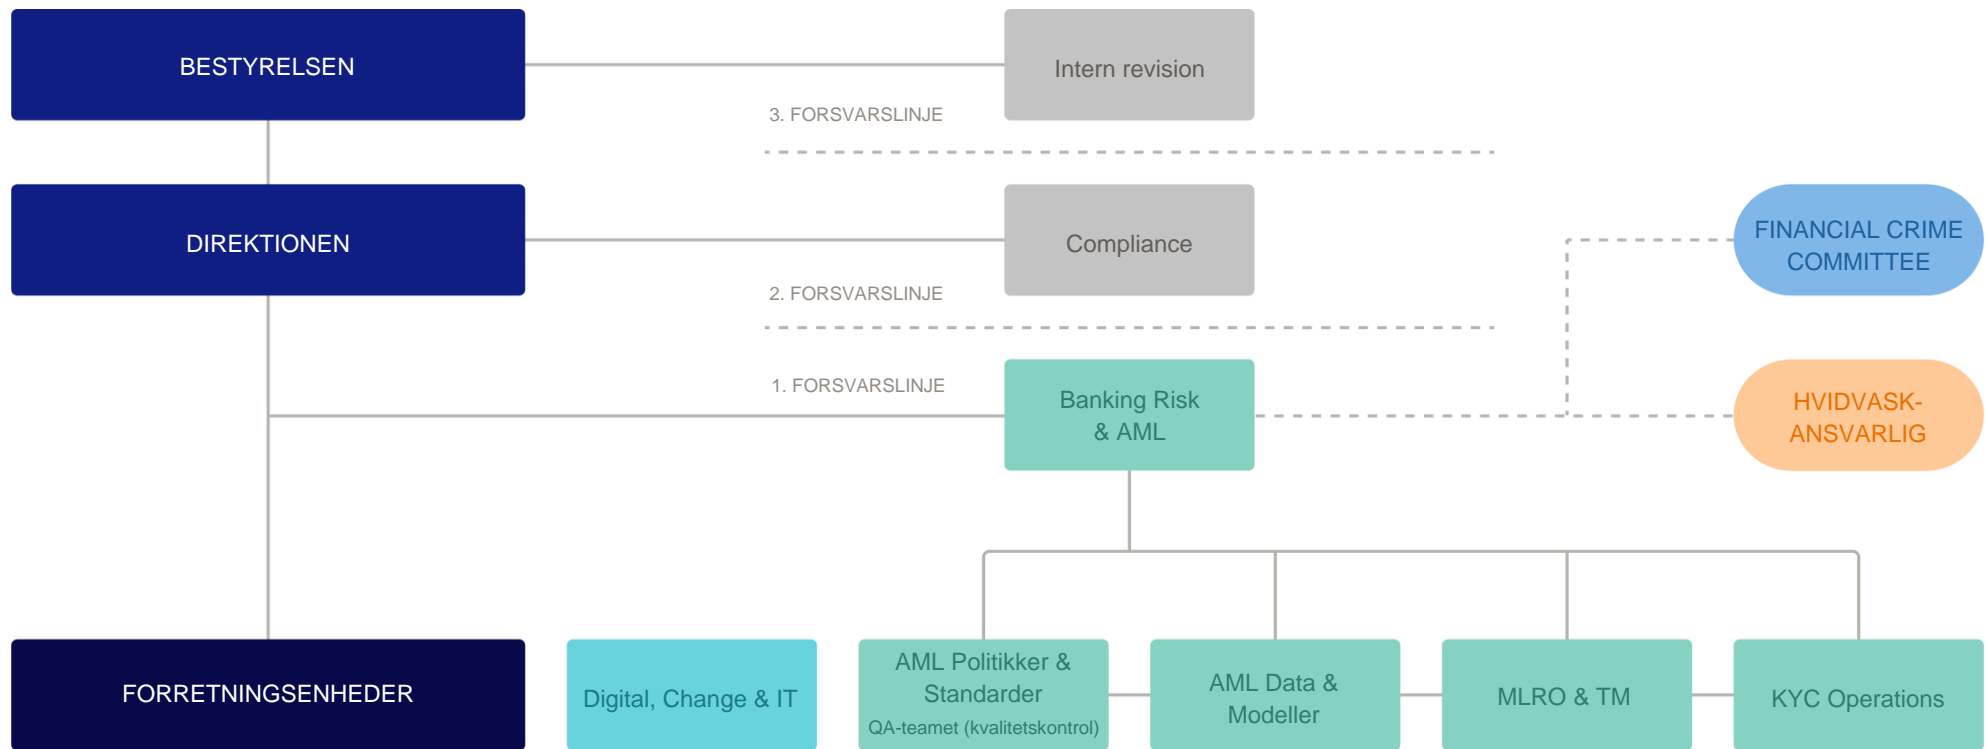 BESTYRELSEN
Intern revision
3. FORSVARSLINJE
DIREKTIONEN
Compliance
FINANCIAL CRIME
COMMITTEE
2. FORSVARSLINJE
1. FORSVARSLINJE
Banking Risk
& AML
HVIDVASK-
ANSVARLIG
FORRETNINGSENHEDER
Digital, Change & IT
AML Politikker &
Standarder
QA-teamet (kvalitetskontrol)
AML Data &
Modeller
MLRO & TM
KYC Operations